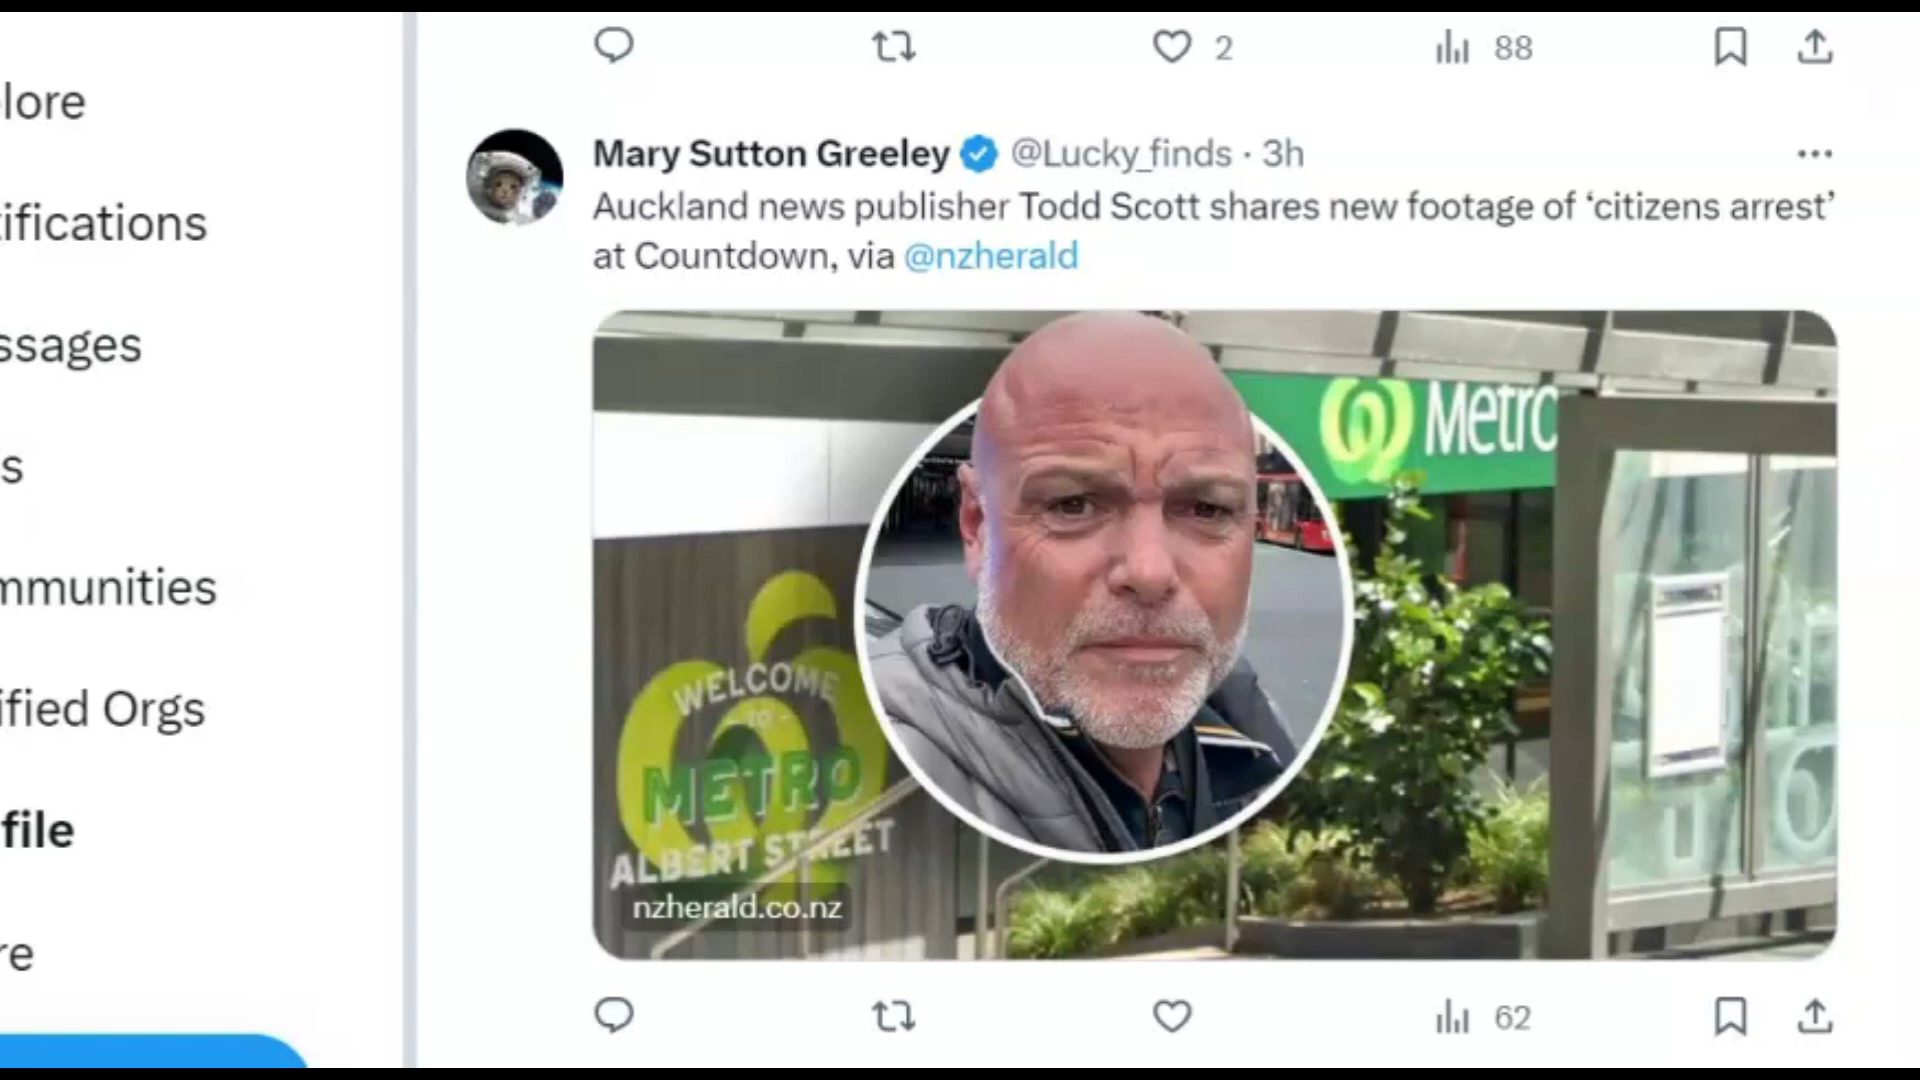 2
88
lore
Mary Sutton Greeley @Lucky_finds · 3h
Auckland news publisher Todd Scott shares new footage of ‘citizens arrest’
at Countdown, via @nzherald
ifications
ssages
s
mmunities
ified Orgs
file
re
Metro
WELCOME
to
METRO
ALBERT STREET
nzherald.co.nz
62